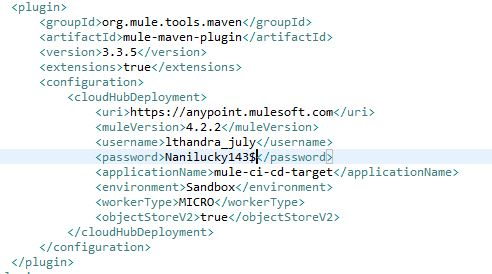 <plugin>
<groupId>org.mule.tools.maven</groupId>
<artifactId>mule-maven-plugin</artifactId>
<version>3.3.5</version>
<extensions>true</extensions>
<configuration>
<cloudHubDeployment>
<uri>https://anypoint.mulesoft.com</uri>
<muleVersion>4.2.2</muleVersion>
<username>lthandra_july</username>
<password>Nanilucky143$</password>
<applicationName>mule-ci-cd-target</applicationName>
<environment>Sandbox</environment>
<workerType>MICRO</workerType>
<objectStoreV2>true</objectStoreV2>
</cloudHubDeployment>
</configuration>
</plugin>